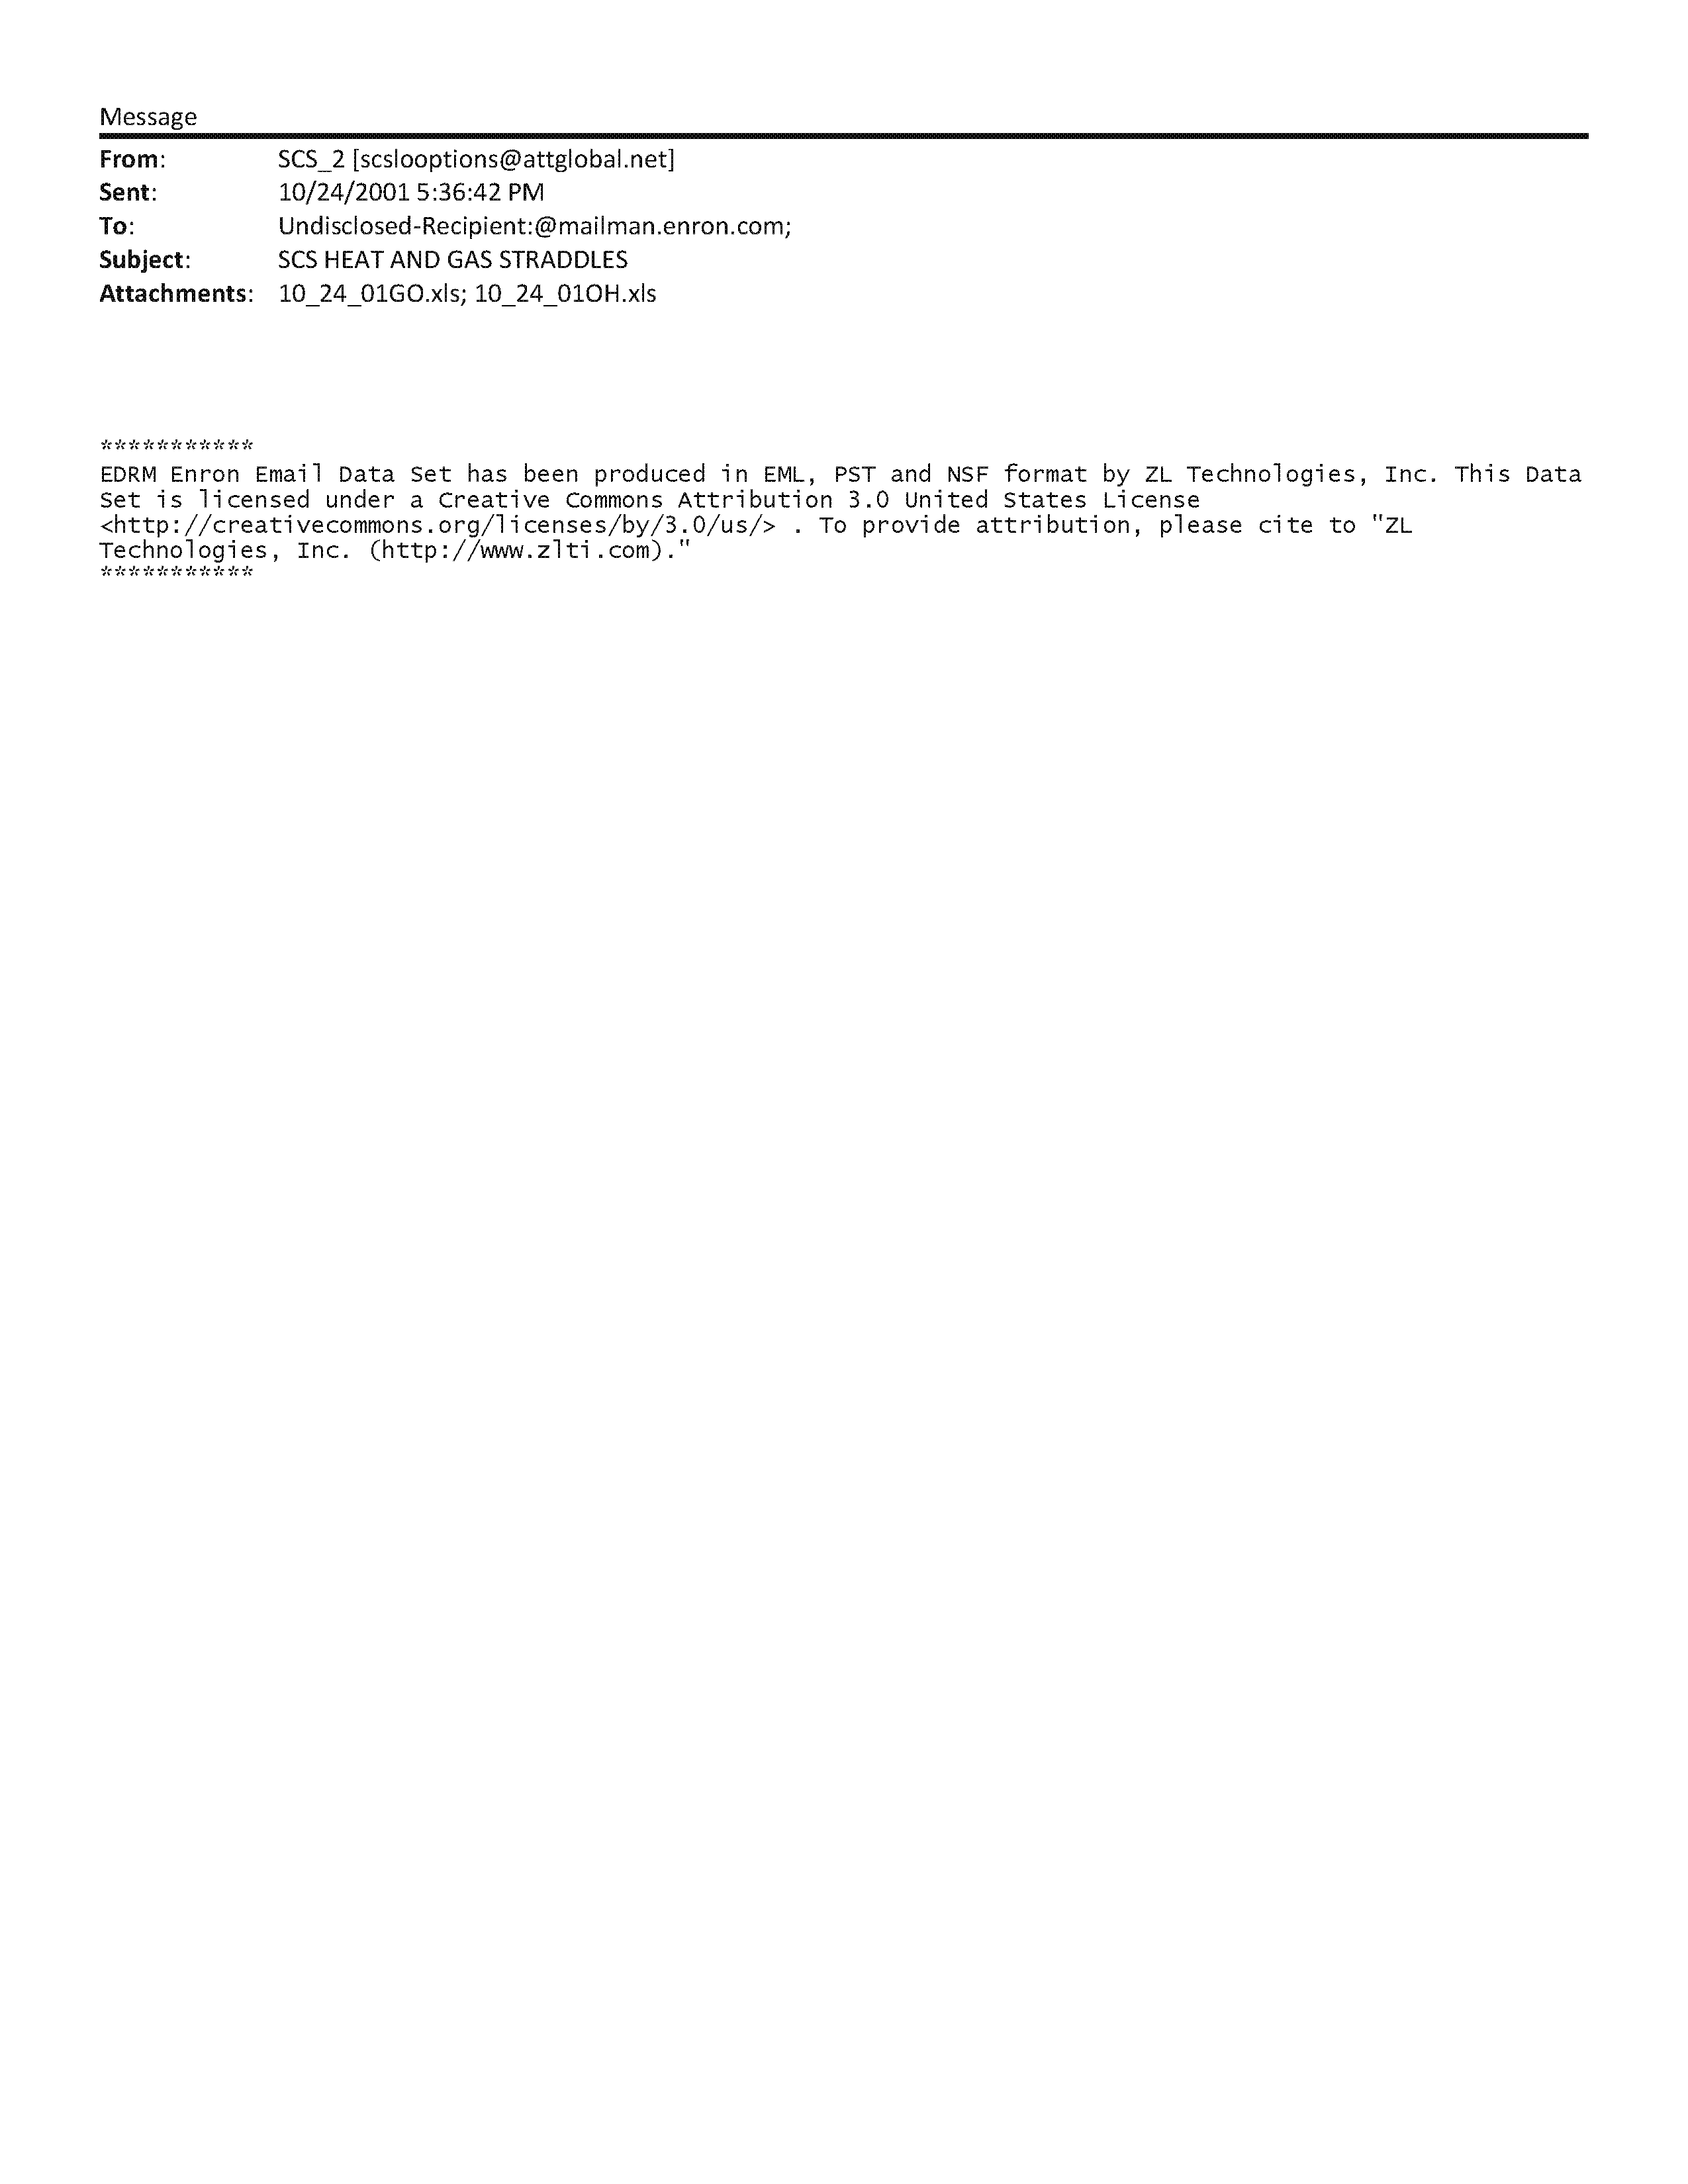 Message
From: SCS_2 [scslooptions@attglobal.net]
Sent: 10/24/2001 5:36:42 PM
To: Undisclosed-Recipient:@mailman.enron.com;
Subject: SCS HEAT AND GAS STRADDLES
Attachments: 10_24_01GO.xls; 10_24_01OH.xls
***********
EDRM Enron Email Data Set has been produced in EML, PST and NSF format by ZL Technologies, Inc. This Data
Set is licensed under a Creative Commons Attribution 3.0 United States License
<http://creativecommons.org/licenses/by/3.0/us/> . To provide attribution, please cite to "ZL
Technologies, Inc. (http://www.zlti.com)."
***********